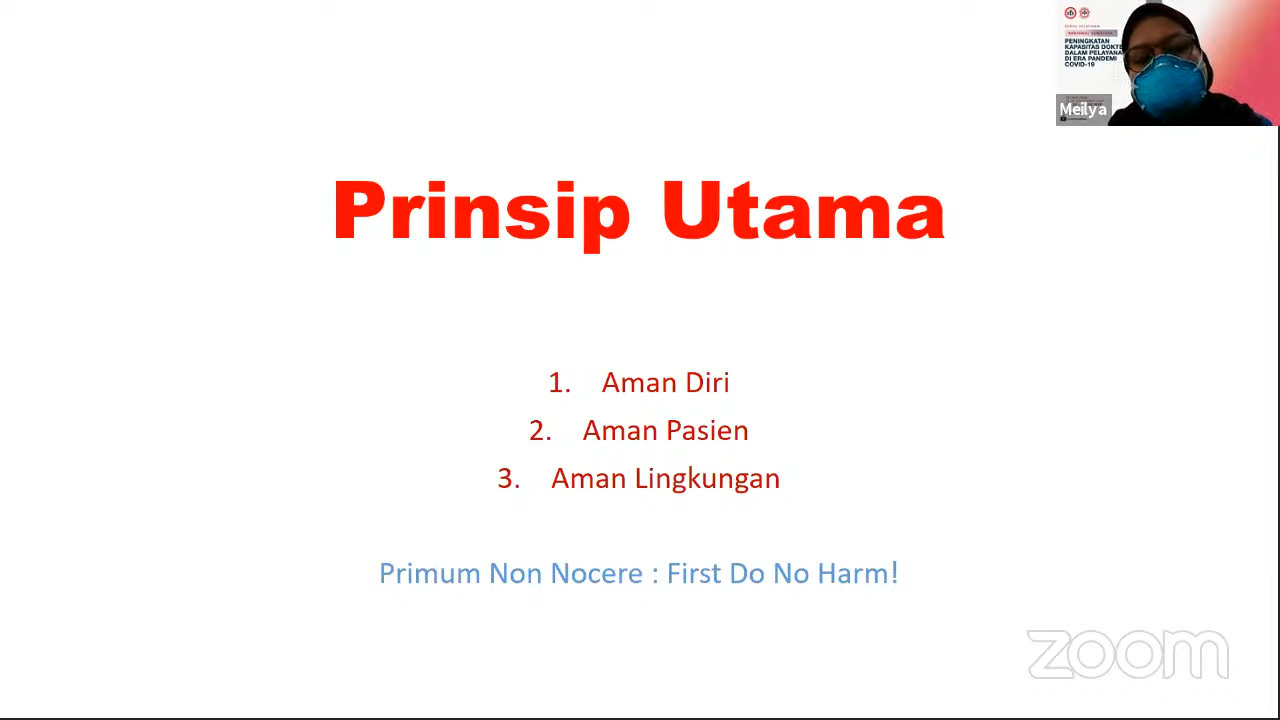 Prinsip Utama
1. Aman Diri
2. Aman Pasien
3. Aman Lingkungan
Primum Non Nocere : First Do No Harm!
PENINGKATAN
KAPASITAS DOKTE
DALAM PELAYANA
DI ERA PANDEMI
COVID-19
Meilya
zoom